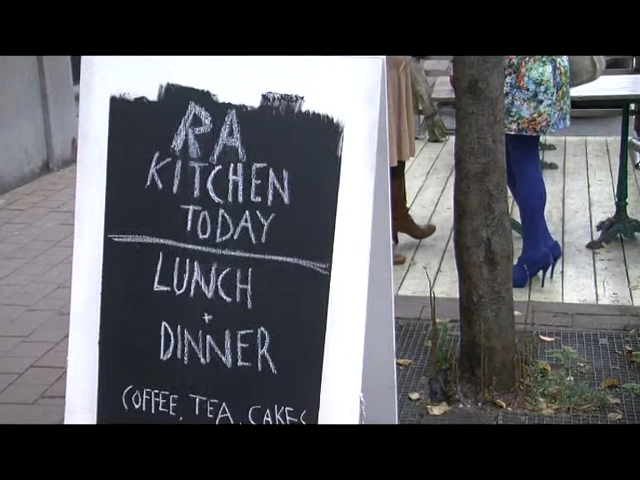 RA
KITCHEN
TODAY
LUNCH
+
DINNER
COFFEE, TEA, CAKES